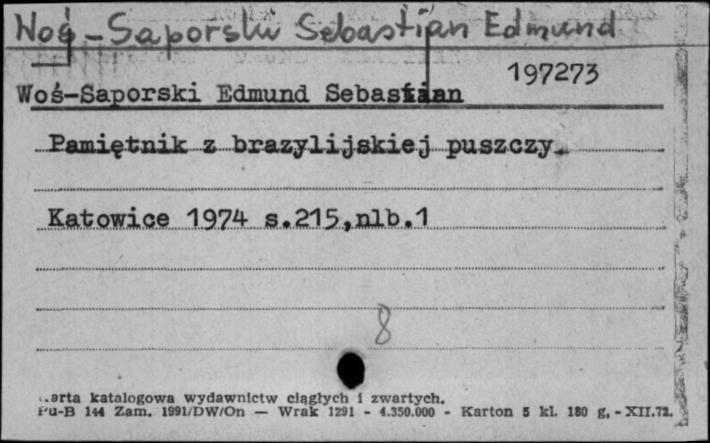 Woś-Saporski Sebastian Edmund
197273
Woś-Saporski Edmund Sebastian
Pamiętnik z brazylijskiej puszczy.
Katowice 1974 s.215,nlb.1
8
Karta katalogowa wydawnictw ciągłych i zwartych.
Pu-B 144 Zam. 1991/DW/On — Wrak 1291 - 4.350.000 - Karton 5 kl. 180 g, - XII.72.